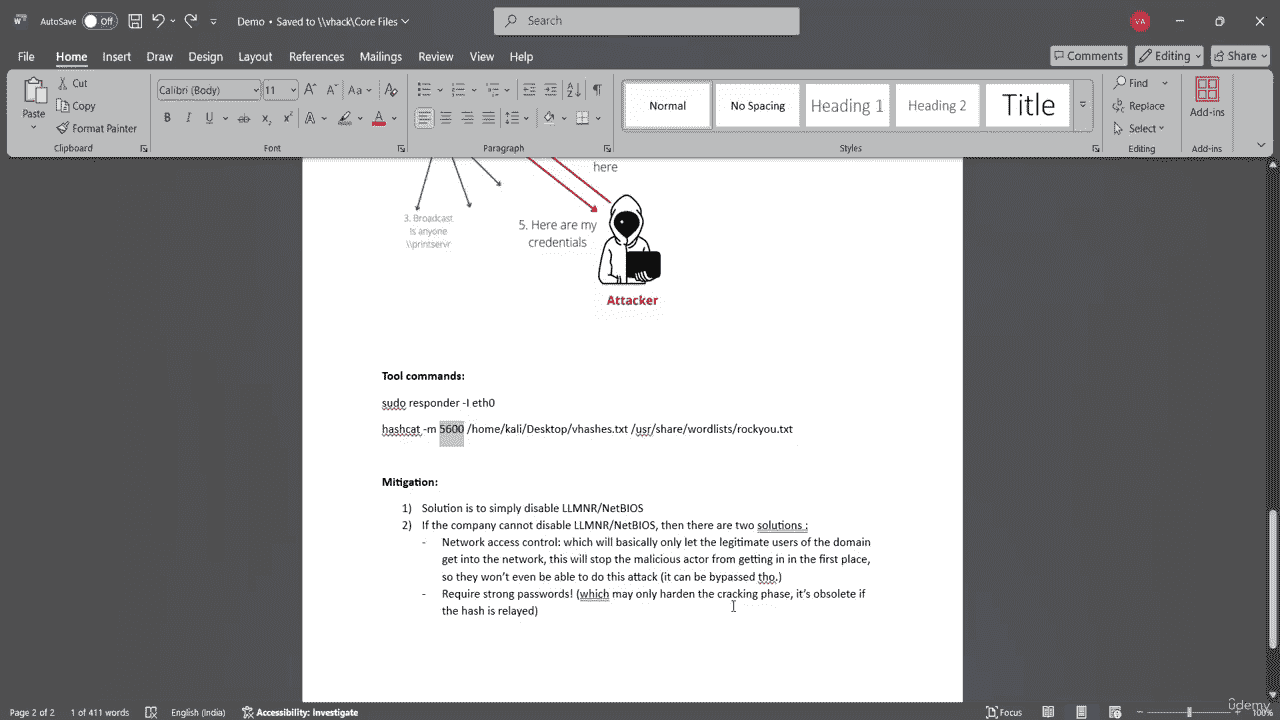 AutoSave Off Demo • Saved to \\vhack\Core Files Search VA
File Home Insert Draw Design Layout References Mailings Review View Help Comments Editing Share
Paste Cut Copy Format Painter
Calibri (Body) 11 Aa
B I U ab x₂ x² A A
Normal No Spacing Heading 1 Heading 2 Title
Find Replace Select Add-ins
Clipboard Font Paragraph Styles Editing Add-ins
here
3. Broadcast
Is anyone
\\printservr
5. Here are my
credentials
Attacker
Tool commands:
sudo responder -I eth0
hashcat -m 5600 /home/kali/Desktop/vhashes.txt /usr/share/wordlists/rockyou.txt
Mitigation:
1) Solution is to simply disable LLMNR/NetBIOS
2) If the company cannot disable LLMNR/NetBIOS, then there are two solutions :
- Network access control: which will basically only let the legitimate users of the domain
get into the network, this will stop the malicious actor from getting in in the first place,
so they won't even be able to do this attack (it can be bypassed tho.)
- Require strong passwords! (which may only harden the cracking phase, it's obsolete if
the hash is relayed)
Page 2 of 2 1 of 411 words English (India) Accessibility: Investigate Focus 100%
Udemy